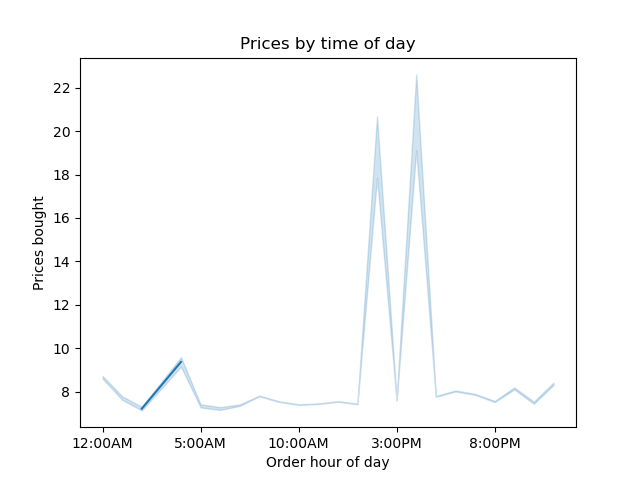 Prices by time of day
Prices bought
22
20
18
16
14
12
10
8
12:00AM 5:00AM 10:00AM 3:00PM 8:00PM
Order hour of day